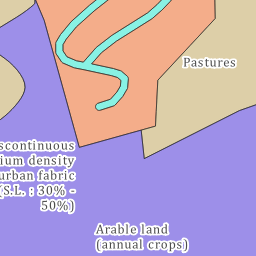 Pastures
scontinuous
ium density
urban fabric
(S.L. : 30% -
50%)
Arable land
(annual crops)